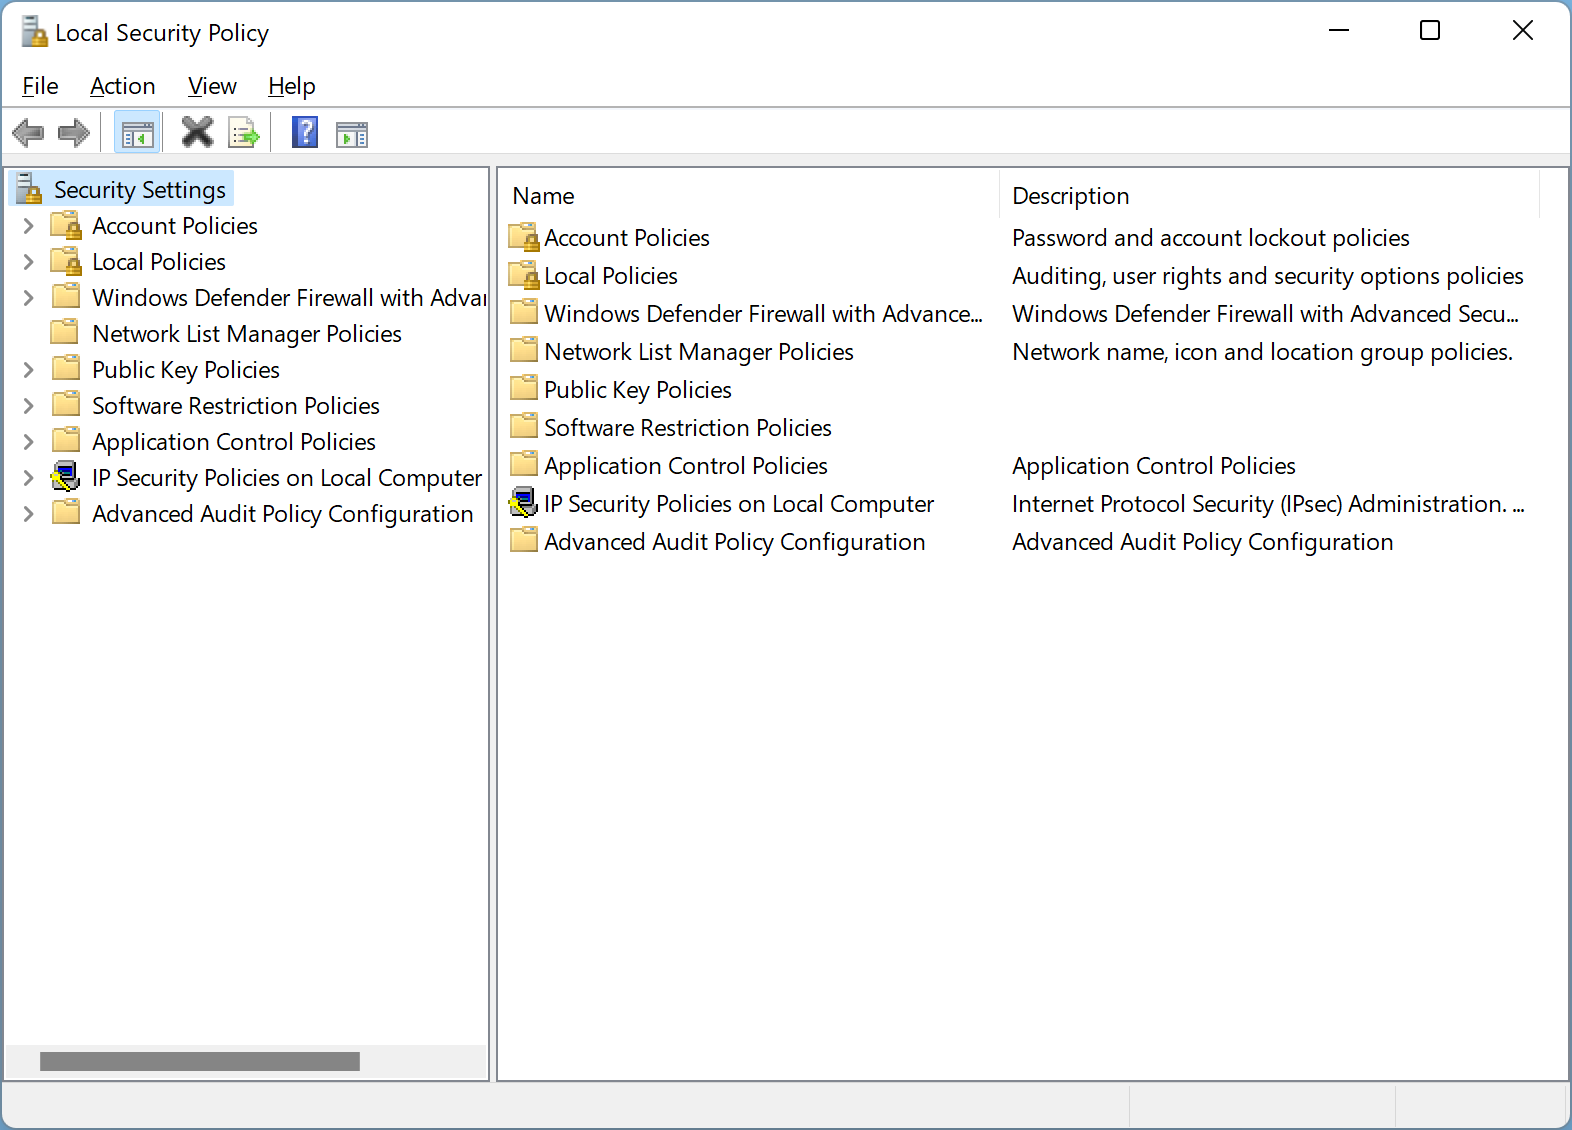 Local Security Policy
File Action View Help
Security Settings
Account Policies
Local Policies
Windows Defender Firewall with Advar
Network List Manager Policies
Public Key Policies
Software Restriction Policies
Application Control Policies
IP Security Policies on Local Computer
Advanced Audit Policy Configuration
Name Description
Account Policies Password and account lockout policies
Local Policies Auditing, user rights and security options policies
Windows Defender Firewall with Advance... Windows Defender Firewall with Advanced Secu...
Network List Manager Policies Network name, icon and location group policies.
Public Key Policies
Software Restriction Policies
Application Control Policies Application Control Policies
IP Security Policies on Local Computer Internet Protocol Security (IPsec) Administration. ...
Advanced Audit Policy Configuration Advanced Audit Policy Configuration